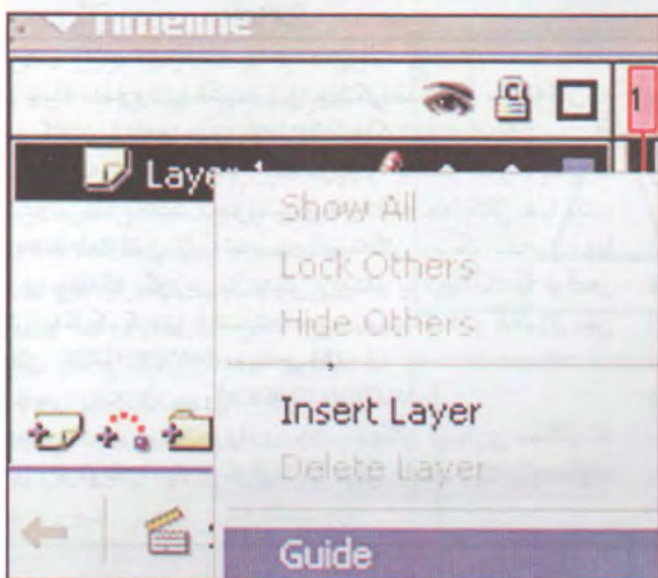 Timeline
1
Layer 1
Show All
Lock Others
Hide Others
Insert Layer
Delete Layer
Guide